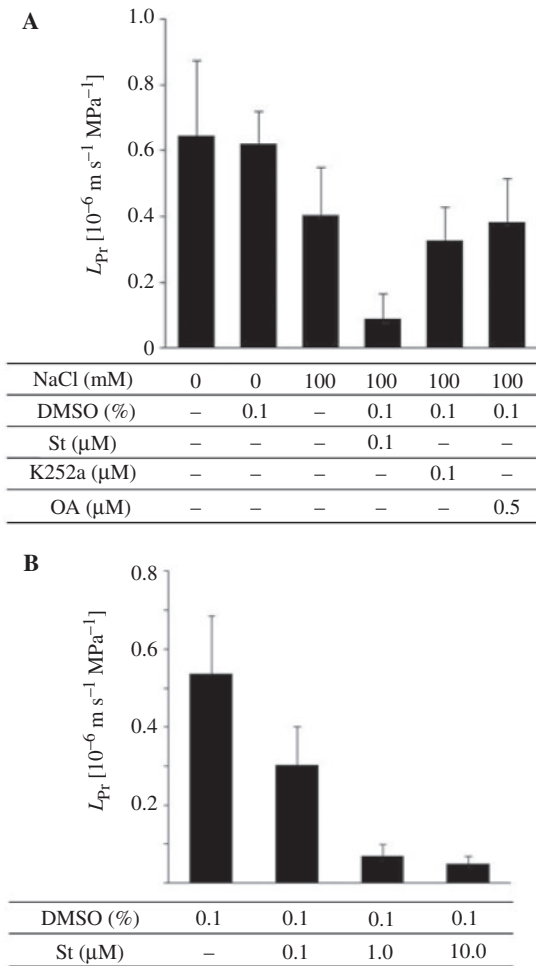 A
L_Pr [10⁻⁶ m s⁻¹ MPa⁻¹]
1.0
0.8
0.6
0.4
0.2
0
NaCl (mM) 0 0 100 100 100 100
DMSO (%) – 0.1 – 0.1 0.1 0.1
St (μM) – – – 0.1 – –
K252a (μM) – – – – 0.1 –
OA (μM) – – – – – 0.5
B
L_Pr [10⁻⁶ m s⁻¹ MPa⁻¹]
0.8
0.6
0.4
0.2
DMSO (%) 0.1 0.1 0.1 0.1
St (μM) – 0.1 1.0 10.0